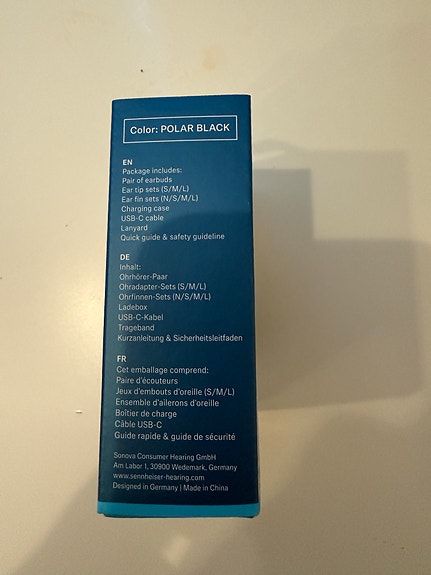 Color: POLAR BLACK
EN
Package includes:
Pair of earbuds
Ear tip sets (S/M/L)
Ear fin sets (N/S/M/L)
Charging case
USB-C cable
Lanyard
Quick guide & safety guideline
DE
Inhalt:
Ohrhörer-Paar
Ohradapter-Sets (S/M/L)
Ohrfinnen-Sets (N/S/M/L)
Ladebox
USB-C-Kabel
Trageband
Kurzanleitung & Sicherheitsleitfaden
FR
Cet emballage comprend:
Paire d'écouteurs
Jeux d'embouts d'oreille (S/M/L)
Ensemble d'ailerons d'oreille
Boîtier de charge
Câble USB-C
Guide rapide & guide de sécurité
Sonova Consumer Hearing GmbH
Am Labor 1, 30900 Wedemark, Germany
www.sennheiser-hearing.com
Designed in Germany | Made in China